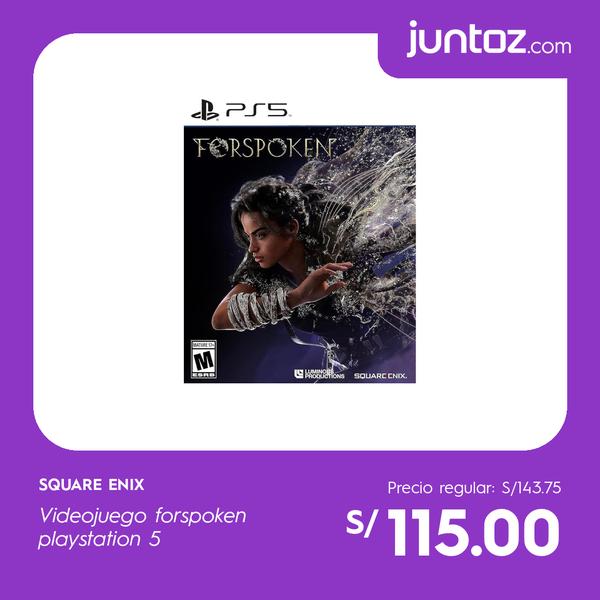 juntoz.com
PS5
FORSPOKEN
MATURE 17+
M
ESRB
LUMINOUS
PRODUCTIONS
SQUARE ENIX.
SQUARE ENIX
Videojuego forspoken
playstation 5
Precio regular: S/143.75
S/115.00